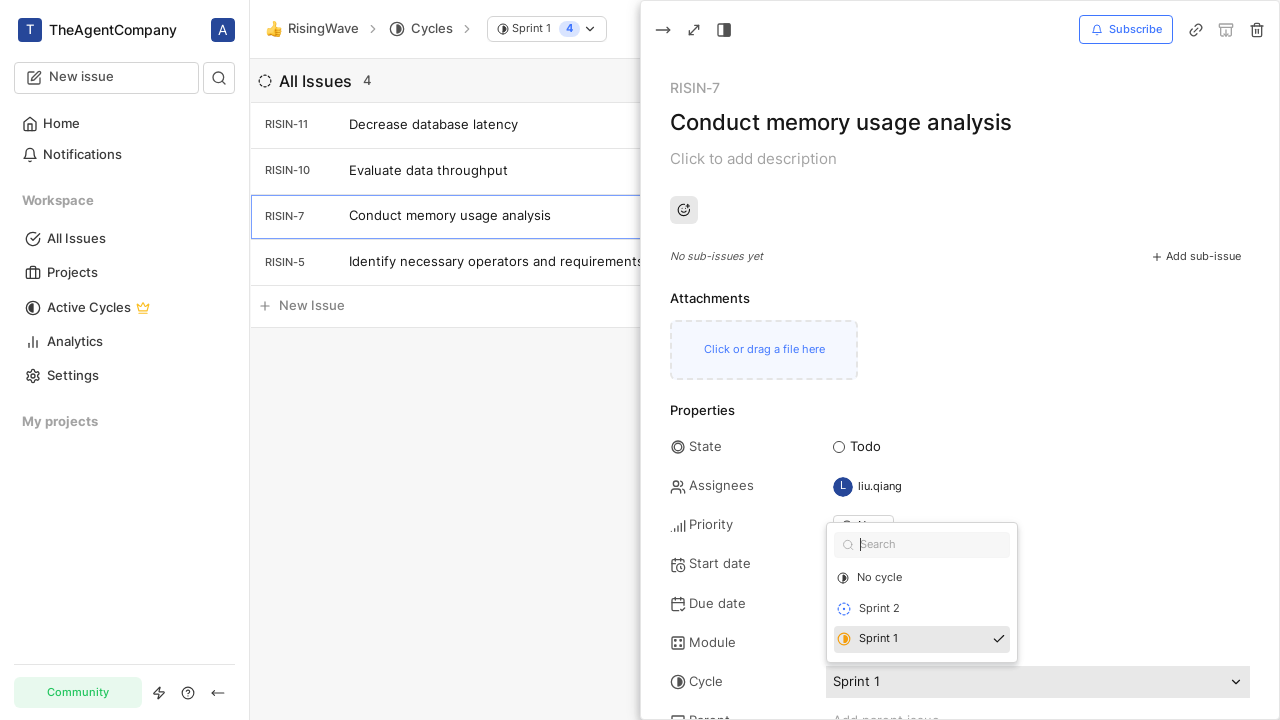 T TheAgentCompany A
New issue
Home
Notifications
Workspace
All Issues
Projects
Active Cycles
Analytics
Settings
My projects
Community
👍 RisingWave Cycles Sprint 1 4
All Issues 4
RISIN-11 Decrease database latency
RISIN-10 Evaluate data throughput
RISIN-7 Conduct memory usage analysis
RISIN-5 Identify necessary operators and requirements
New Issue
Subscribe
RISIN-7
Conduct memory usage analysis
Click to add description
No sub-issues yet Add sub-issue
Attachments
Click or drag a file here
Properties
State Todo
Assignees L liu.qiang
Priority
Start date
Due date
Module
Search
No cycle
Sprint 2
Sprint 1
Cycle Sprint 1
Parent Add parent issue